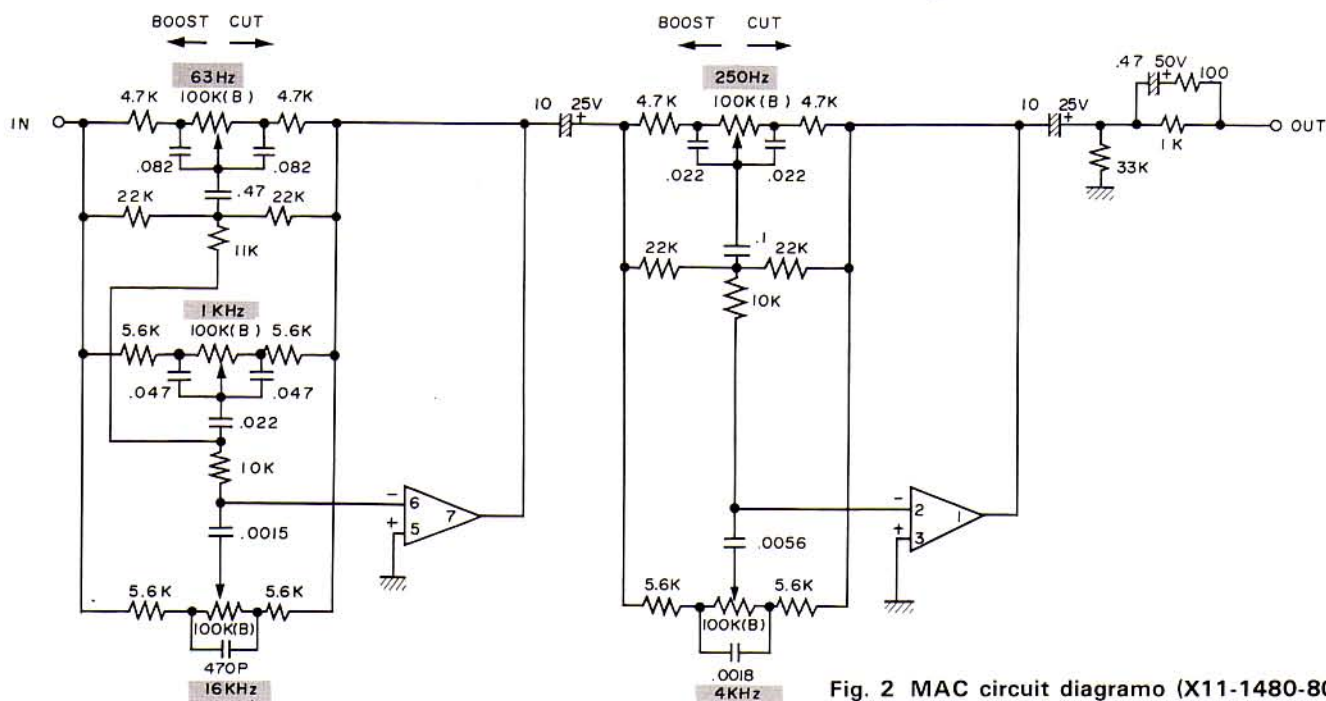 BOOST CUT
BOOST CUT
63Hz
250Hz
.47 50V
+
100
4.7K 100K(B) 4.7K
10 25V
+
4.7K 100K(B) 4.7K
10 25V
+
IN
OUT
1K
.082 .082
.022 .022
33K
.47
22K 22K
.1
22K 22K
11K
10K
1KHz
5.6K 100K(B) 5.6K
.047 .047
.022
10K
- 6
7
+ 5
- 2
1
+ 3
.0015
.0056
5.6K 5.6K
5.6K 5.6K
100K(B)
100K(B)
470P
.0018
16KHz
4KHz
Fig. 2 MAC circuit diagramo (X11-1480-80